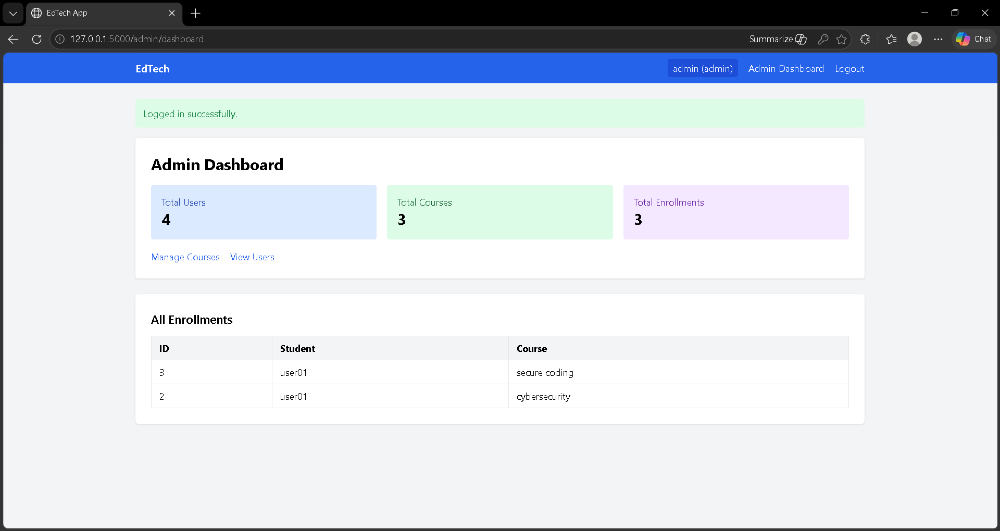 EdTech App
127.0.0.1:5000/admin/dashboard Summarize Chat
EdTech admin (admin) Admin Dashboard Logout
Logged in successfully.
Admin Dashboard
Total Users Total Courses Total Enrollments
4 3 3
Manage Courses View Users
All Enrollments
ID Student Course
3 user01 secure coding
2 user01 cybersecurity